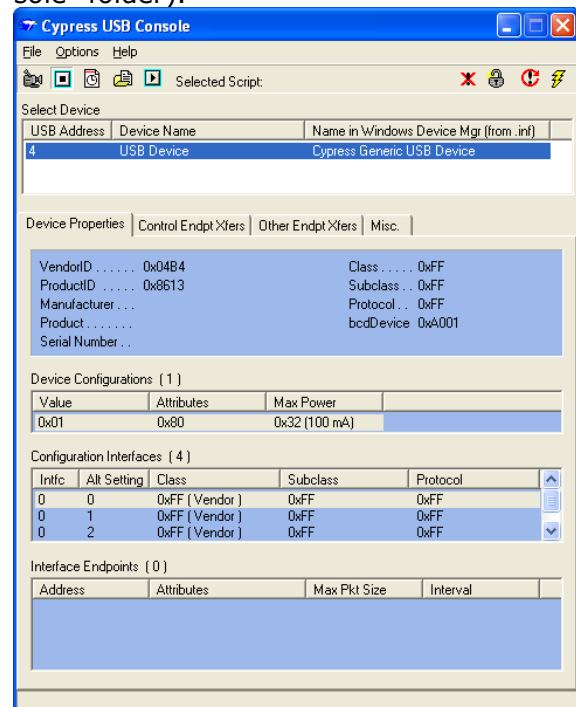 sole" folder).
Cypress USB Console
File Options Help
Selected Script:
Select Device
USB Address Device Name Name in Windows Device Mgr (from .inf)
4 USB Device Cypress Generic USB Device
Device Properties Control Endpt Xfers Other Endpt Xfers Misc.
VendorID . . . . . . 0x04B4 Class . . . . . 0xFF
ProductID . . . . . 0x8613 Subclass . . 0xFF
Manufacturer . . . Protocol . . 0xFF
Product . . . . . . . bcdDevice 0xA001
Serial Number . .
Device Configurations ( 1 )
Value Attributes Max Power
0x01 0x80 0x32 (100 mA)
Configuration Interfaces ( 4 )
Intfc Alt Setting Class Subclass Protocol
0 0 0xFF ( Vendor ) 0xFF 0xFF
0 1 0xFF ( Vendor ) 0xFF 0xFF
0 2 0xFF ( Vendor ) 0xFF 0xFF
Interface Endpoints ( 0 )
Address Attributes Max Pkt Size Interval